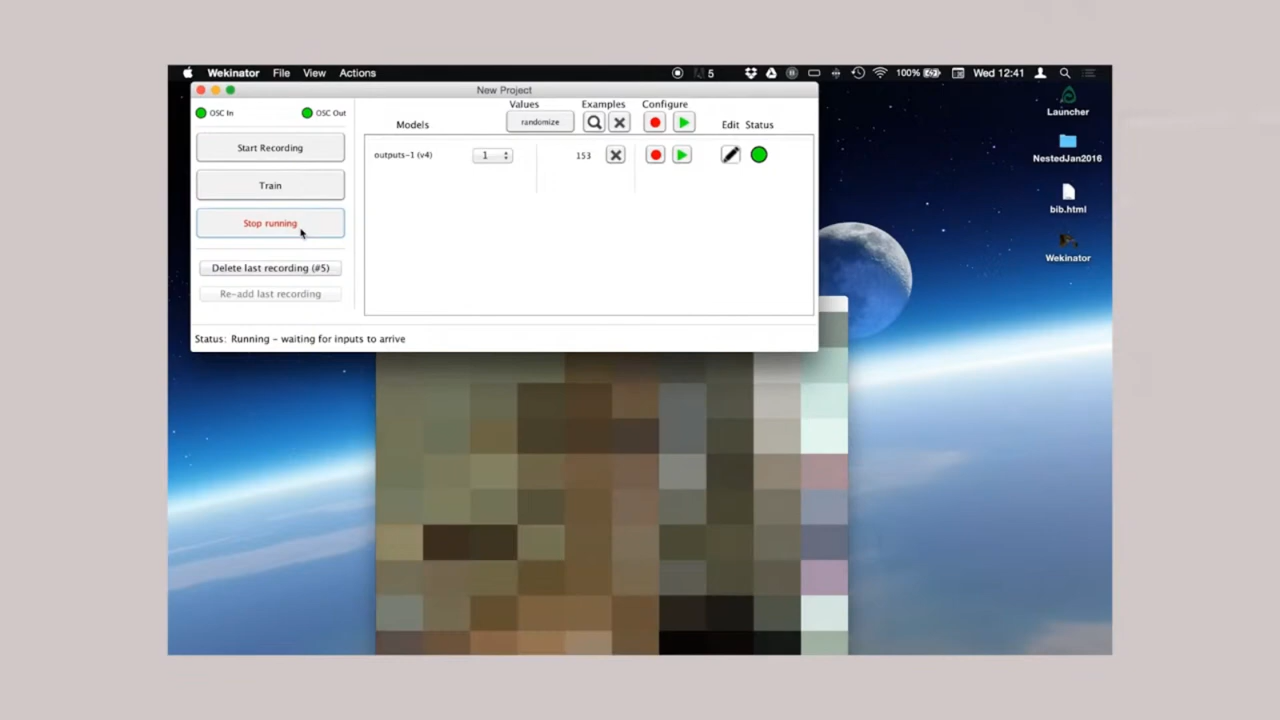 Wekinator File View Actions 5 100% Wed 12:41
New Project
OSC In OSC Out
Models Values Examples Configure Edit Status
randomize
Start Recording
outputs-1 (v4) 1 153
Train
Stop running
Delete last recording (#5)
Re-add last recording
Status: Running - waiting for inputs to arrive
Launcher
NestedJan2016
bib.html
Wekinator